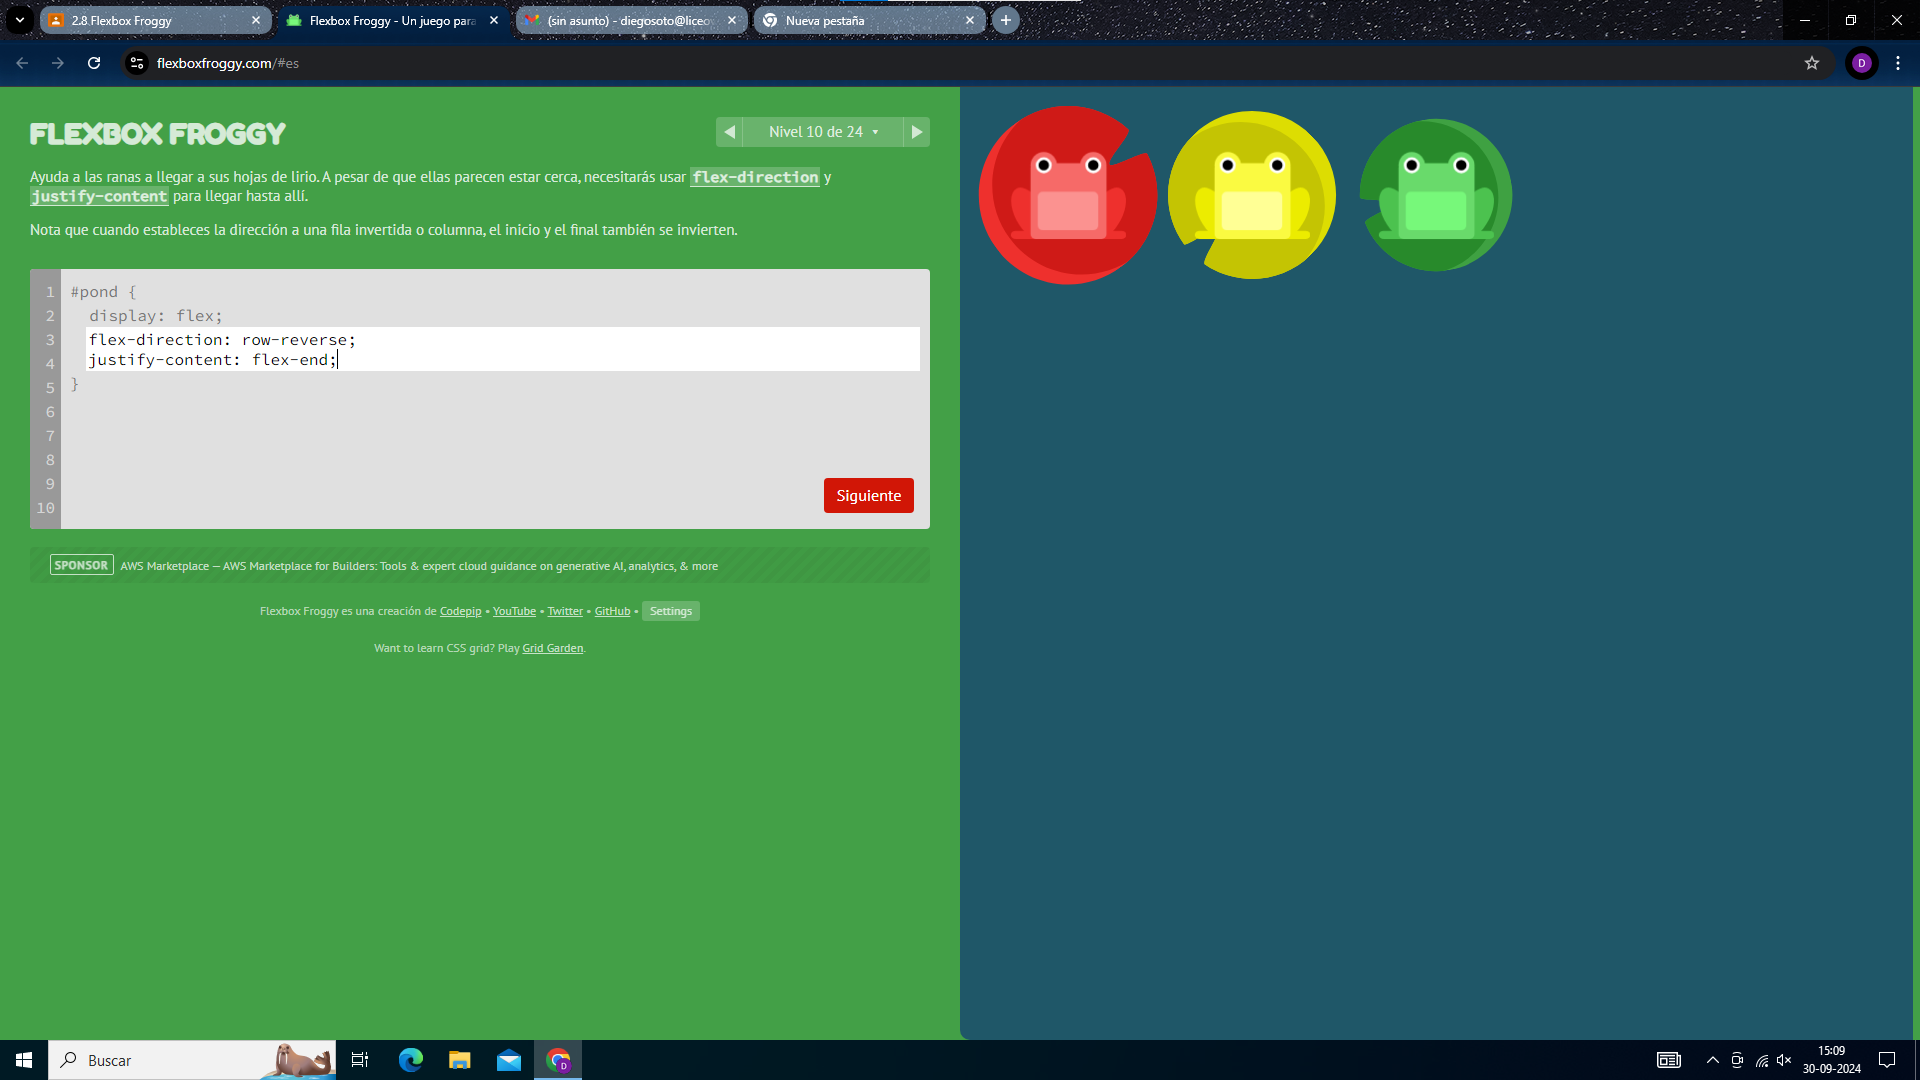 2.8 Flexbox Froggy
Flexbox Froggy - Un juego para
(sin asunto) - diegosoto@liceov
Nueva pestaña
flexboxfroggy.com/#es
D
FLEXBOX FROGGY
Nivel 10 de 24
Ayuda a las ranas a llegar a sus hojas de lirio. A pesar de que ellas parecen estar cerca, necesitarás usar flex-direction y
justify-content para llegar hasta allí.
Nota que cuando estableces la dirección a una fila invertida o columna, el inicio y el final también se invierten.
1 #pond {
2 display: flex;
3 flex-direction: row-reverse;
4 justify-content: flex-end;
5 }
6
7
8
9
10
Siguiente
SPONSOR AWS Marketplace — AWS Marketplace for Builders: Tools & expert cloud guidance on generative AI, analytics, & more
Flexbox Froggy es una creación de Codepip • YouTube • Twitter • GitHub • Settings
Want to learn CSS grid? Play Grid Garden.
Buscar
D
15:09
30-09-2024